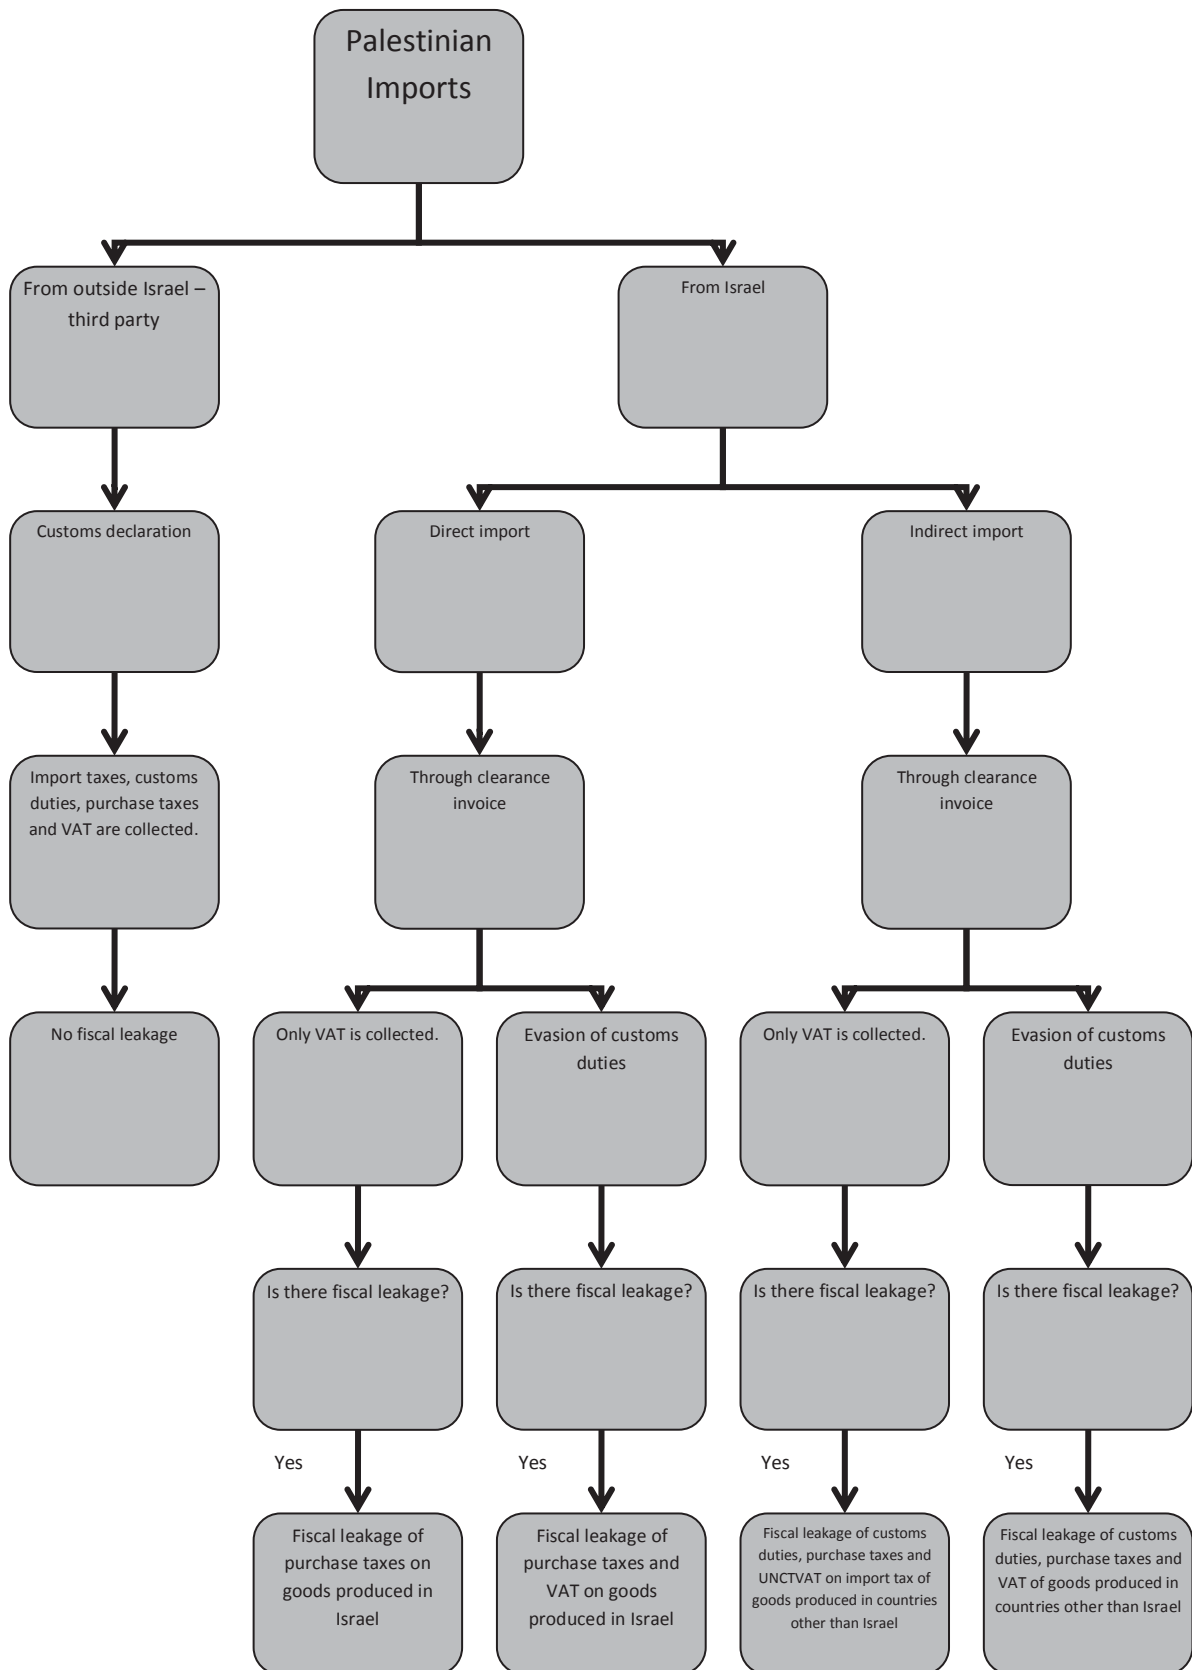 Palestinian
Imports
From outside Israel –
third party
From Israel
Customs declaration
Direct import
Indirect import
Import taxes, customs
duties, purchase taxes
and VAT are collected.
Through clearance
invoice
Through clearance
invoice
No fiscal leakage
Only VAT is collected.
Evasion of customs
duties
Only VAT is collected.
Evasion of customs
duties
Is there fiscal leakage?
Is there fiscal leakage?
Is there fiscal leakage?
Is there fiscal leakage?
Yes
Yes
Yes
Yes
Fiscal leakage of
purchase taxes on
goods produced in
Israel
Fiscal leakage of
purchase taxes and
VAT on goods
produced in Israel
Fiscal leakage of customs
duties, purchase taxes and
UNCTVAT on import tax of
goods produced in countries
other than Israel
Fiscal leakage of customs
duties, purchase taxes and
VAT of goods produced in
countries other than Israel